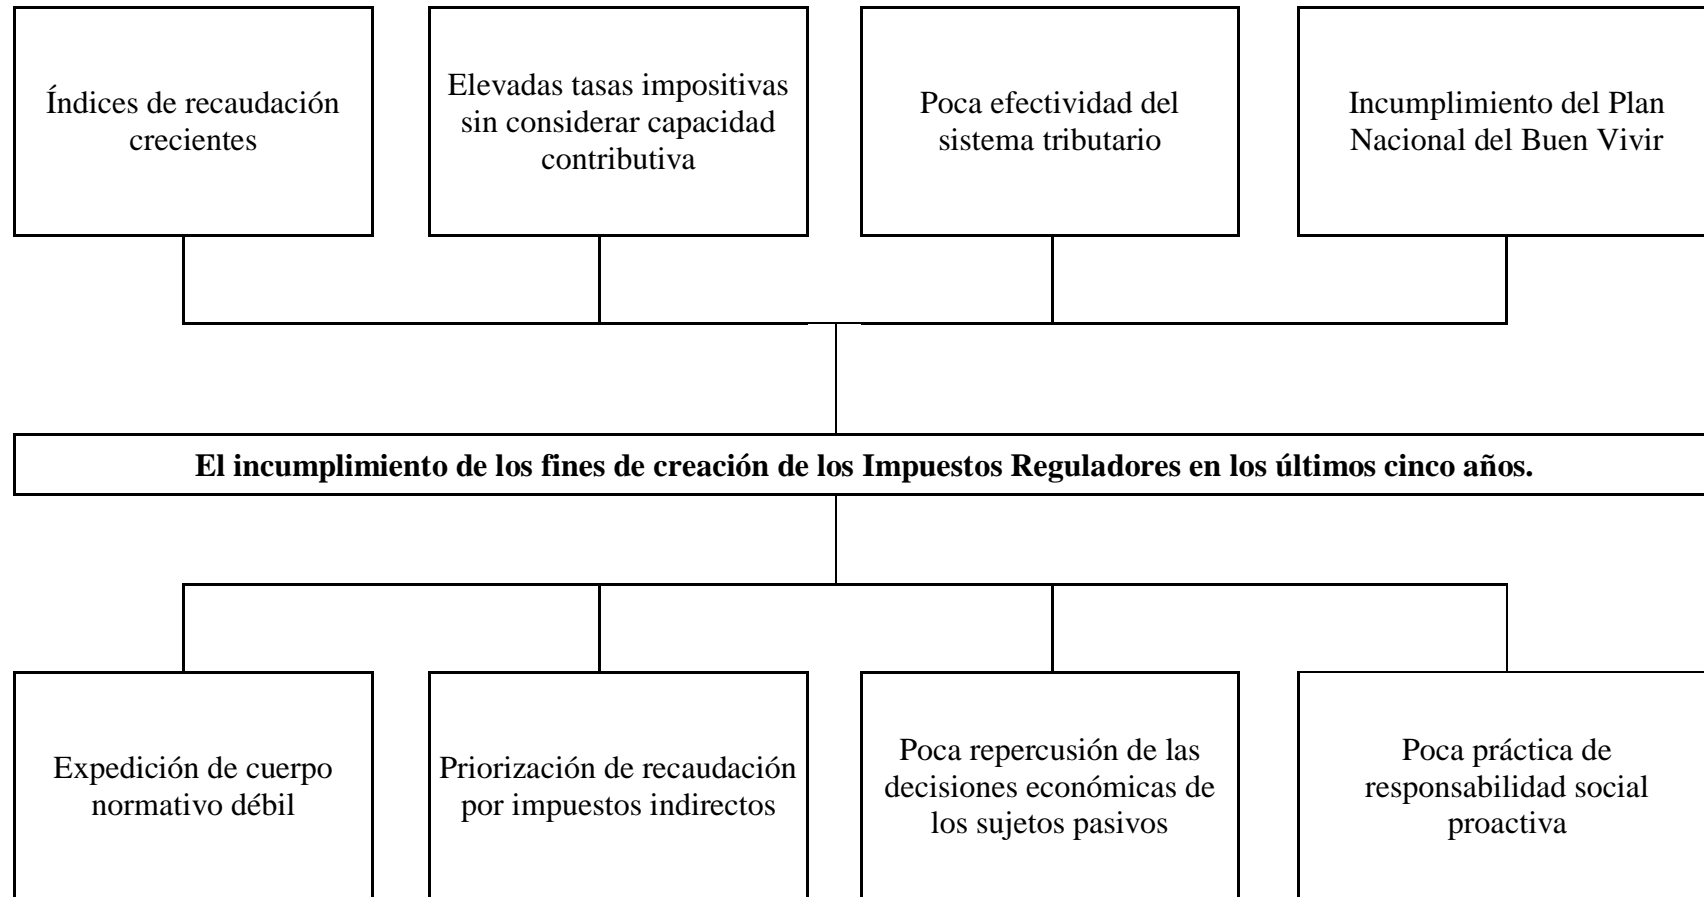 Índices de recaudación
crecientes
Elevadas tasas impositivas
sin considerar capacidad
contributiva
Poca efectividad del
sistema tributario
Incumplimiento del Plan
Nacional del Buen Vivir
El incumplimiento de los fines de creación de los Impuestos Reguladores en los últimos cinco años.
Expedición de cuerpo
normativo débil
Priorización de recaudación
por impuestos indirectos
Poca repercusión de las
decisiones económicas de
los sujetos pasivos
Poca práctica de
responsabilidad social
proactiva